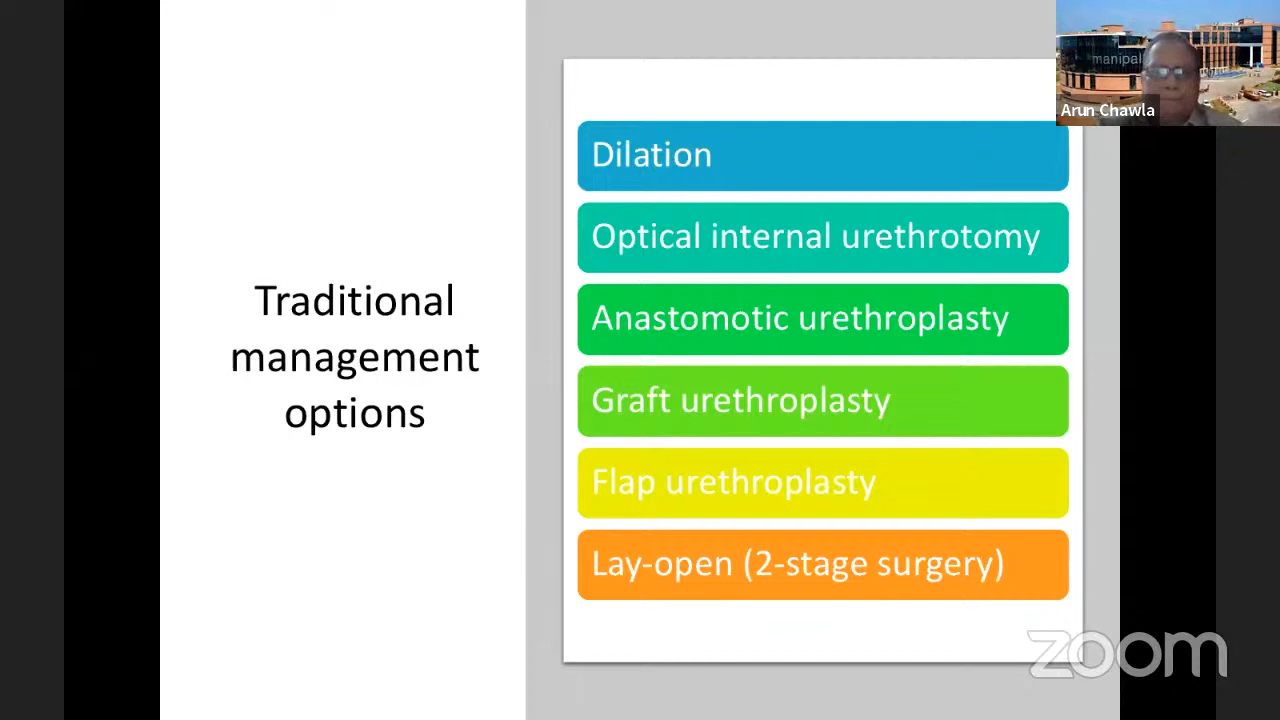 manipal
Arun Chawla
Dilation
Optical internal urethrotomy
Anastomotic urethroplasty
Traditional
management
options
Graft urethroplasty
Flap urethroplasty
Lay-open (2-stage surgery)
zoom